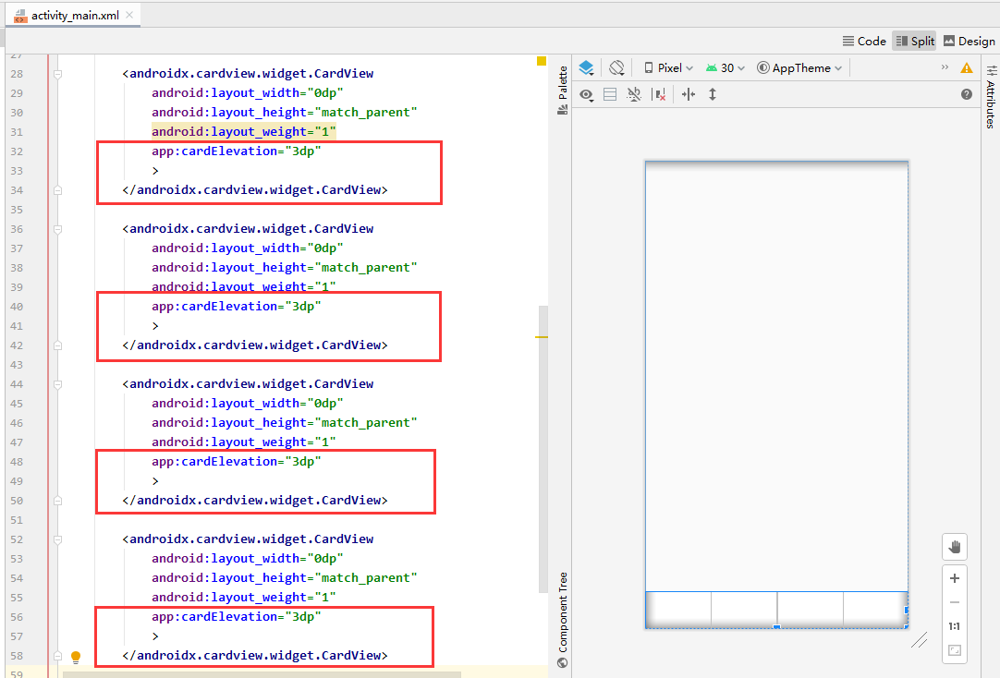 activity_main.xml
Code Split Design
27
28 <androidx.cardview.widget.CardView
29 android:layout_width="0dp"
30 android:layout_height="match_parent"
31 android:layout_weight="1"
32 app:cardElevation="3dp"
33 >
34 </androidx.cardview.widget.CardView>
35
36 <androidx.cardview.widget.CardView
37 android:layout_width="0dp"
38 android:layout_height="match_parent"
39 android:layout_weight="1"
40 app:cardElevation="3dp"
41 >
42 </androidx.cardview.widget.CardView>
43
44 <androidx.cardview.widget.CardView
45 android:layout_width="0dp"
46 android:layout_height="match_parent"
47 android:layout_weight="1"
48 app:cardElevation="3dp"
49 >
50 </androidx.cardview.widget.CardView>
51
52 <androidx.cardview.widget.CardView
53 android:layout_width="0dp"
54 android:layout_height="match_parent"
55 android:layout_weight="1"
56 app:cardElevation="3dp"
57 >
58 </androidx.cardview.widget.CardView>
59
Palette
Component Tree
Pixel 30 AppTheme
Attributes
1:1